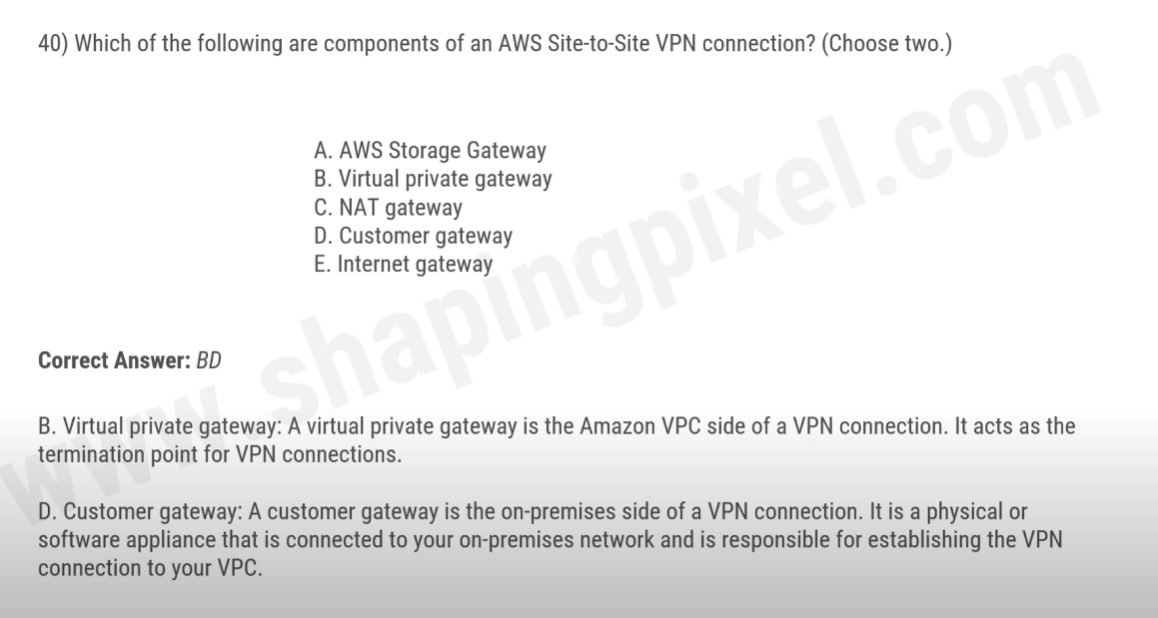 40) Which of the following are components of an AWS Site-to-Site VPN connection? (Choose two.)
A. AWS Storage Gateway
B. Virtual private gateway
C. NAT gateway
D. Customer gateway
E. Internet gateway
www.shapingpixel.com
Correct Answer: BD
B. Virtual private gateway: A virtual private gateway is the Amazon VPC side of a VPN connection. It acts as the
termination point for VPN connections.
D. Customer gateway: A customer gateway is the on-premises side of a VPN connection. It is a physical or
software appliance that is connected to your on-premises network and is responsible for establishing the VPN
connection to your VPC.